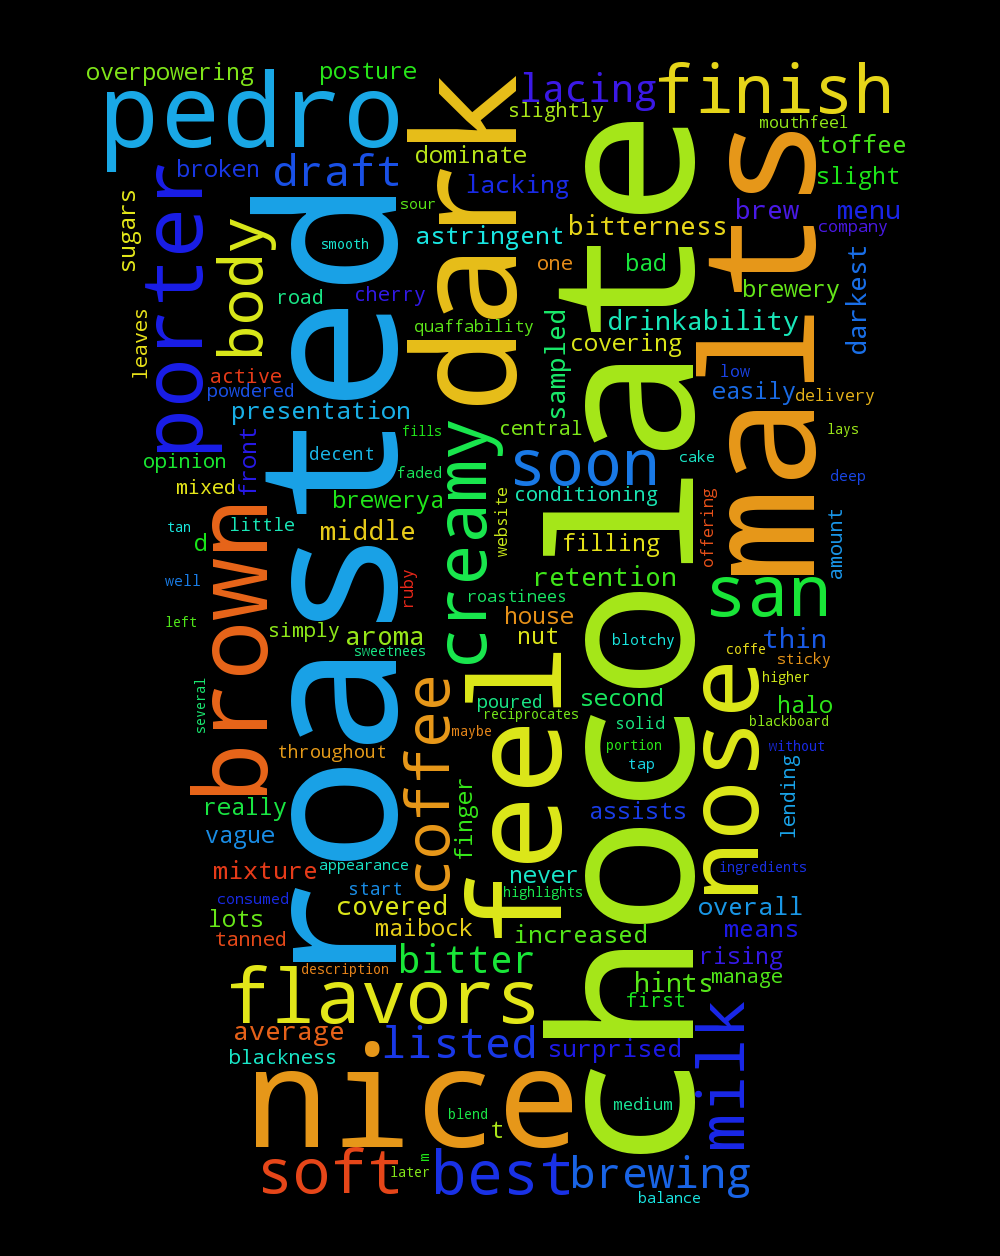 overpowering
posture
lacing
finish
pedro
slightly
mouthfeel
toffee
dark
dominate
broken
draft
lacking
slight
porter
sugars
sour
bitterness
brew
menu
company
body
roasted
smooth
astringent
one
bad
chocolate
malts
road
cherry
brewery
darkest
leaves
quaffability
sampled
drinkability
covering
active
powdered
low
easily
delivery
presentation
front
fills
central
lays
opinion
decent
creamy
soon
cake
mixed
faded
website
conditioning
deep
brewerya
offering
amount
tan
little
middle
filling
d
brown
well
ruby
retention
san
roastinees
house
left
simply
aroma
nut
blotchy
thin
sweetnees
coffe
sticky
coffee
feel
nose
higher
several
poured
second
halo
reciprocates
solid
blackboard
maybe
throughout
portion
without
tap
lending
really
finger
assists
vague
mixture
appearance
never
ingredients
start
highlights
consumed
covered
overall
lots
maibock
means
tanned
increased
bitter
rising
description
hints
manage
flavors
first
average
listed
surprised
milk
blackness
nice
blend
medium
t
soft
m
later
best
brewing
balance